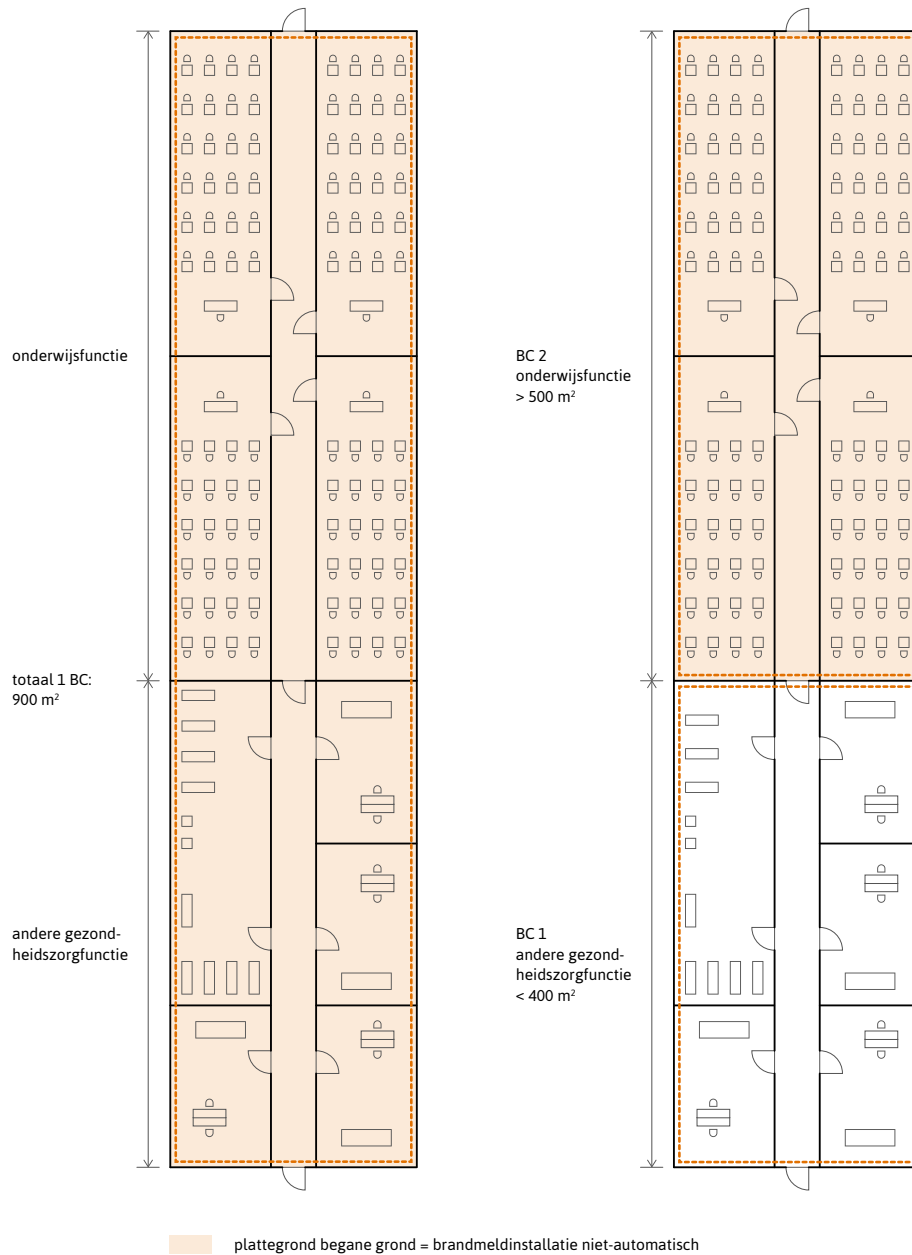 onderwijsfunctie
BC 2
onderwijsfunctie
> 500 m²
totaal 1 BC:
900 m²
andere gezond-
heidszorgfunctie
BC 1
andere gezond-
heidszorgfunctie
< 400 m²
plattegrond begane grond = brandmeldinstallatie niet-automatisch